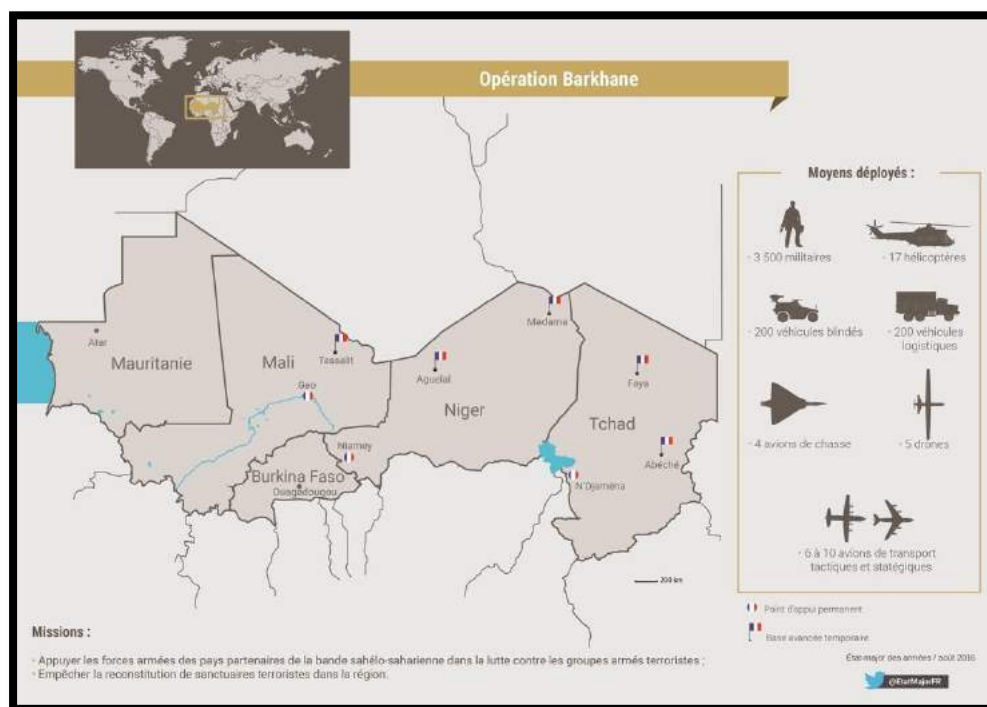 Opération Barkhane
Moyens déployés :
- 3 500 militaires
- 17 hélicoptères
- 200 véhicules blindés
- 200 véhicules
logistiques
- 4 avions de chasse
- 5 drones
- 6 à 10 avions de transport
tactiques et statégiques
Atar
Mauritanie
Mali
Tessalit
Gao
Madama
Aguelal
Niger
Faya
Tchad
Abéché
N'Djaména
Niamey
Burkina Faso
Ouagadougou
200 km
Point d'appui permanent
Base avancée temporaire
Missions :
- Appuyer les forces armées des pays partenaires de la bande sahélo-saharienne dans la lutte contre les groupes armés terroristes ;
- Empêcher la reconstitution de sanctuaires terroristes dans la région.
État-major des armées / août 2016
@EtatMajorFR